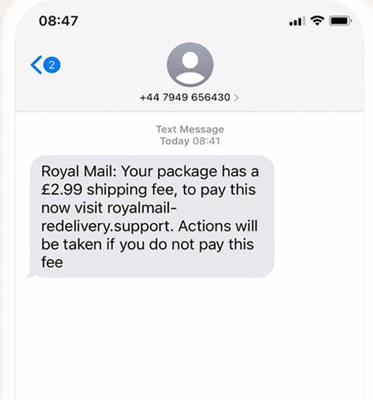 08:47
2
+44 7949 656430 >
Text Message
Today 08:41
Royal Mail: Your package has a
£2.99 shipping fee, to pay this
now visit royalmail-
redelivery.support. Actions will
be taken if you do not pay this
fee